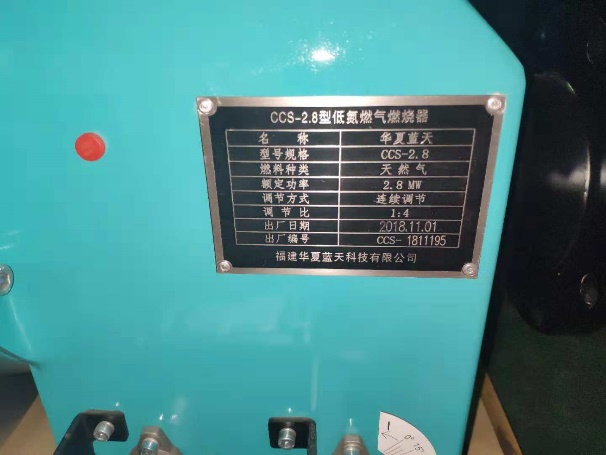 CCS-2.8型低氮燃气燃烧器
名 称 华夏蓝天
型号规格 CCS-2.8
燃料种类 天然气
额定功率 2.8 MW
调节方式 连续调节
调节比 1:4
出厂日期 2018.11.01
出厂编号 CCS- 1811195
福建华夏蓝天科技有限公司